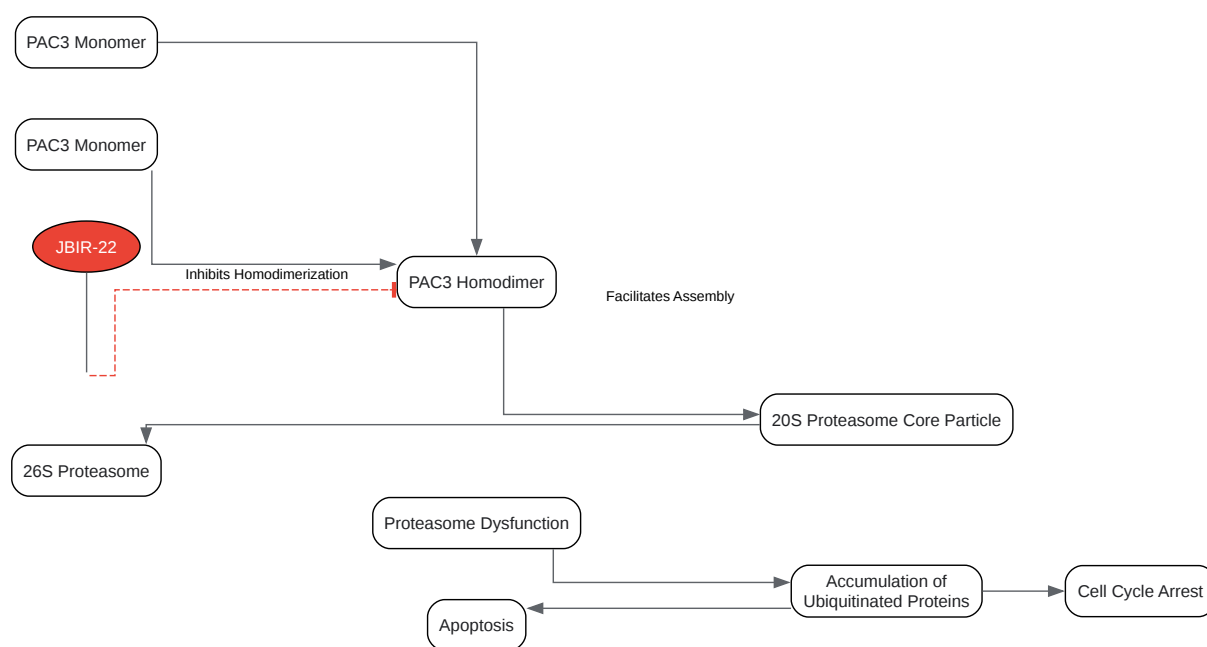 PAC3 Monomer
PAC3 Monomer
JBIR-22
Inhibits Homodimerization
PAC3 Homodimer
Facilitates Assembly
20S Proteasome Core Particle
26S Proteasome
Proteasome Dysfunction
Accumulation of
Ubiquitinated Proteins
Cell Cycle Arrest
Apoptosis